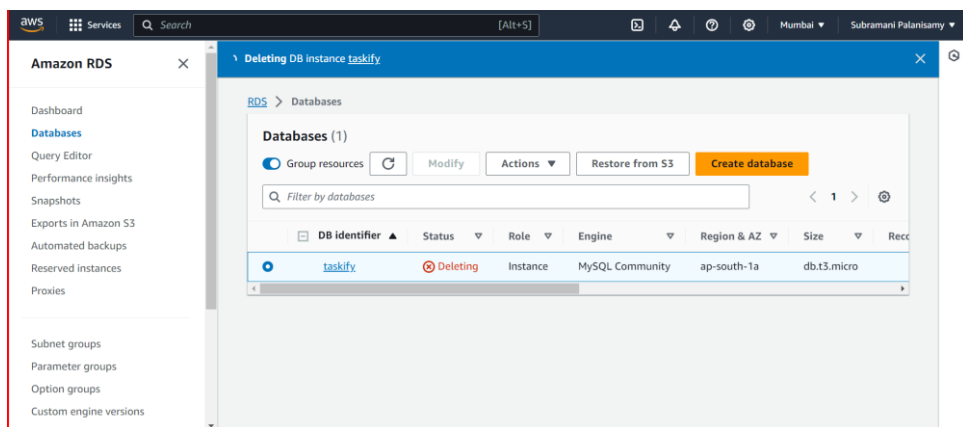 aws Services Search [Alt+S] Mumbai ▼ Subramani Palanisamy ▼
Amazon RDS
Dashboard
Databases
Query Editor
Performance insights
Snapshots
Exports in Amazon S3
Automated backups
Reserved instances
Proxies
Subnet groups
Parameter groups
Option groups
Custom engine versions
Deleting DB instance taskify
RDS > Databases
Databases (1)
Group resources Modify Actions ▼ Restore from S3 Create database
Filter by databases < 1 >
DB identifier ▲ Status Role Engine Region & AZ Size Recc
taskify Deleting Instance MySQL Community ap-south-1a db.t3.micro